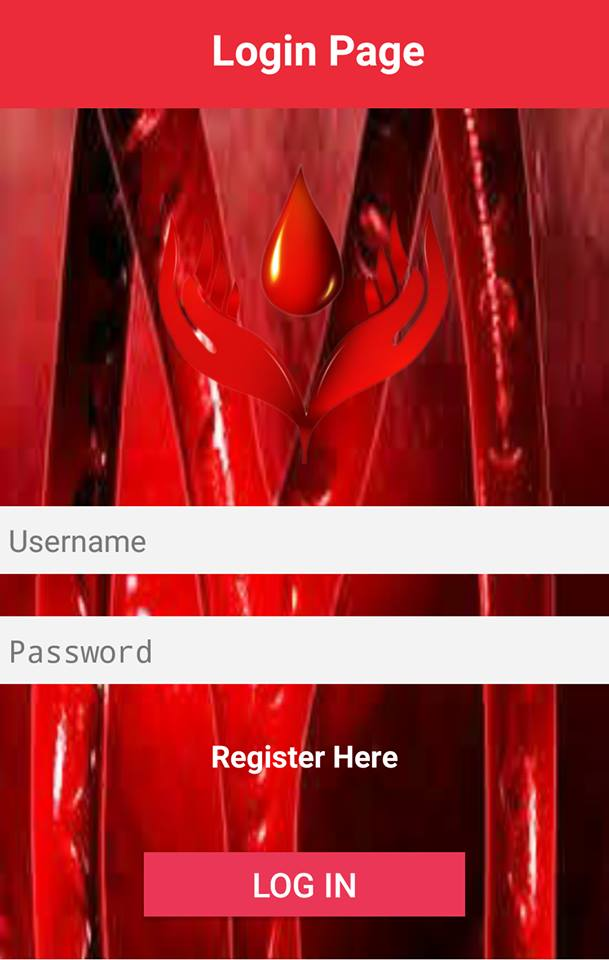 Login Page
Username
Password
Register Here
LOG IN